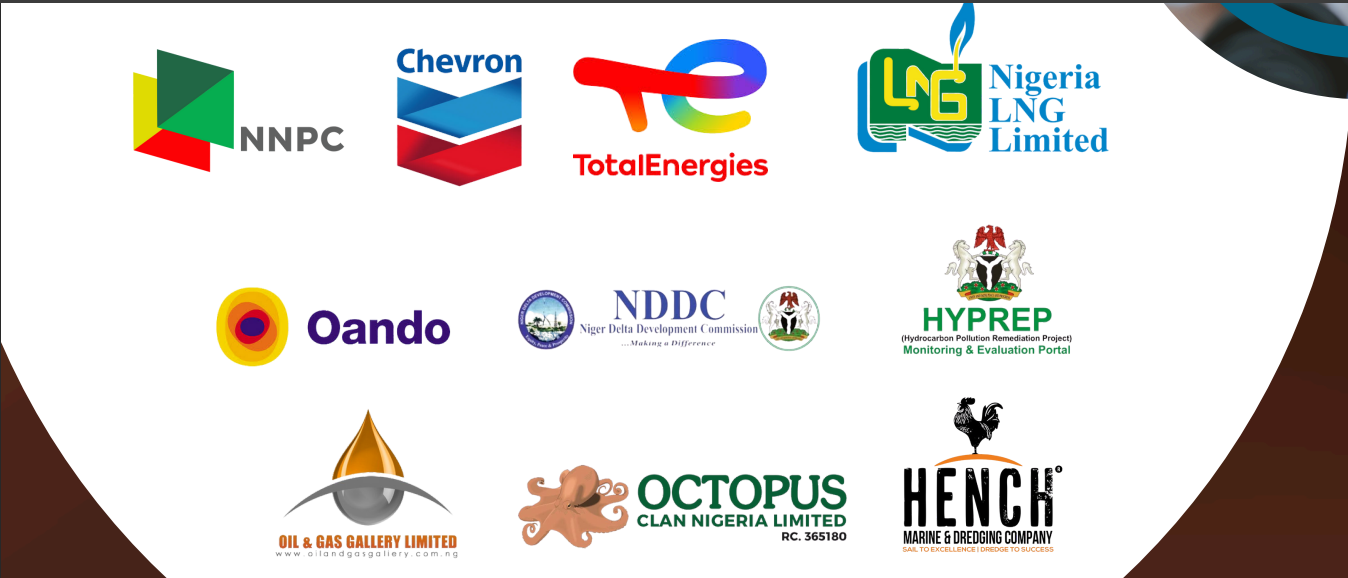 NNPC
Chevron
TotalEnergies
LNG
Nigeria
LNG
Limited
Oando
NDDC
Niger Delta Development Commission
...Making a Difference
HYPREP
(Hydrocarbon Pollution Remediation Project)
Monitoring & Evaluation Portal
OIL & GAS GALLERY LIMITED
www.oilandgasgallery.com.ng
OCTOPUS
CLAN NIGERIA LIMITED
RC. 365180
HENCH®
MARINE & DREDGING COMPANY
SAIL TO EXCELLENCE | DREDGE TO SUCCESS